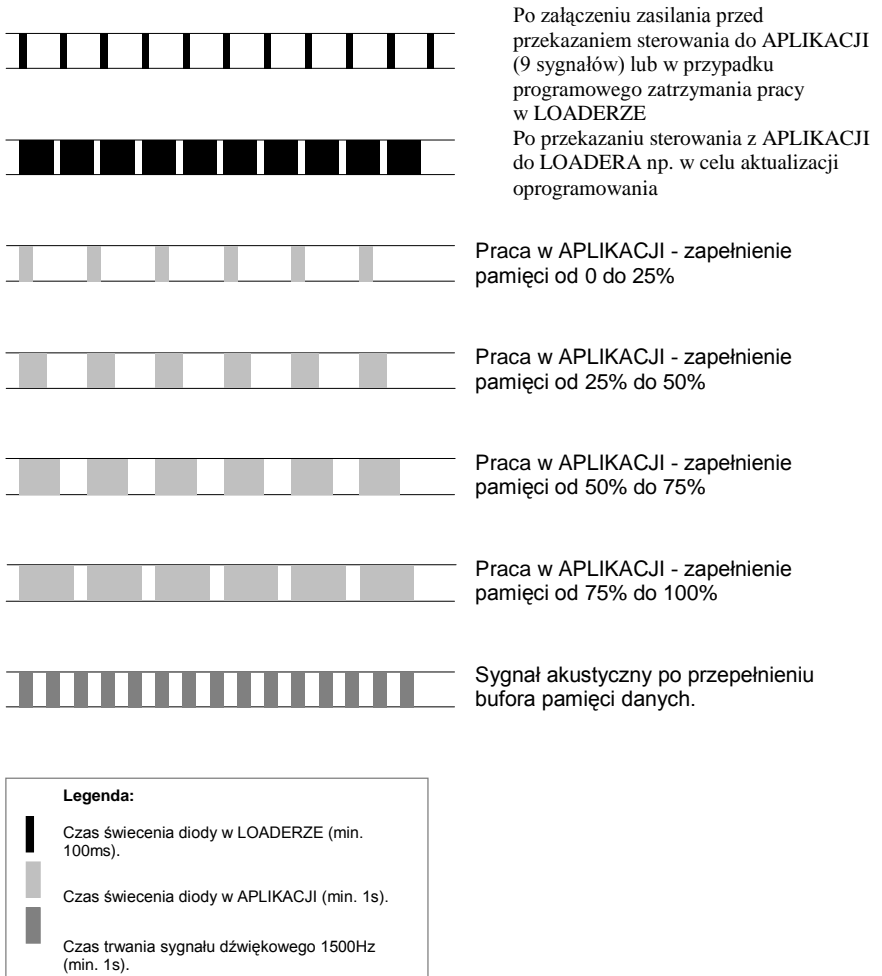 Po załączeniu zasilania przed
przekazaniem sterowania do APLIKACJI
(9 sygnałów) lub w przypadku
programowego zatrzymania pracy
w LOADERZE
Po przekazaniu sterowania z APLIKACJI
do LOADERA np. w celu aktualizacji
oprogramowania
Praca w APLIKACJI - zapełnienie
pamięci od 0 do 25%
Praca w APLIKACJI - zapełnienie
pamięci od 25% do 50%
Praca w APLIKACJI - zapełnienie
pamięci od 50% do 75%
Praca w APLIKACJI - zapełnienie
pamięci od 75% do 100%
Sygnał akustyczny po przepełnieniu
bufora pamięci danych.
Legenda:
Czas świecenia diody w LOADERZE (min.
100ms).
Czas świecenia diody w APLIKACJI (min. 1s).
Czas trwania sygnału dźwiękowego 1500Hz
(min. 1s).